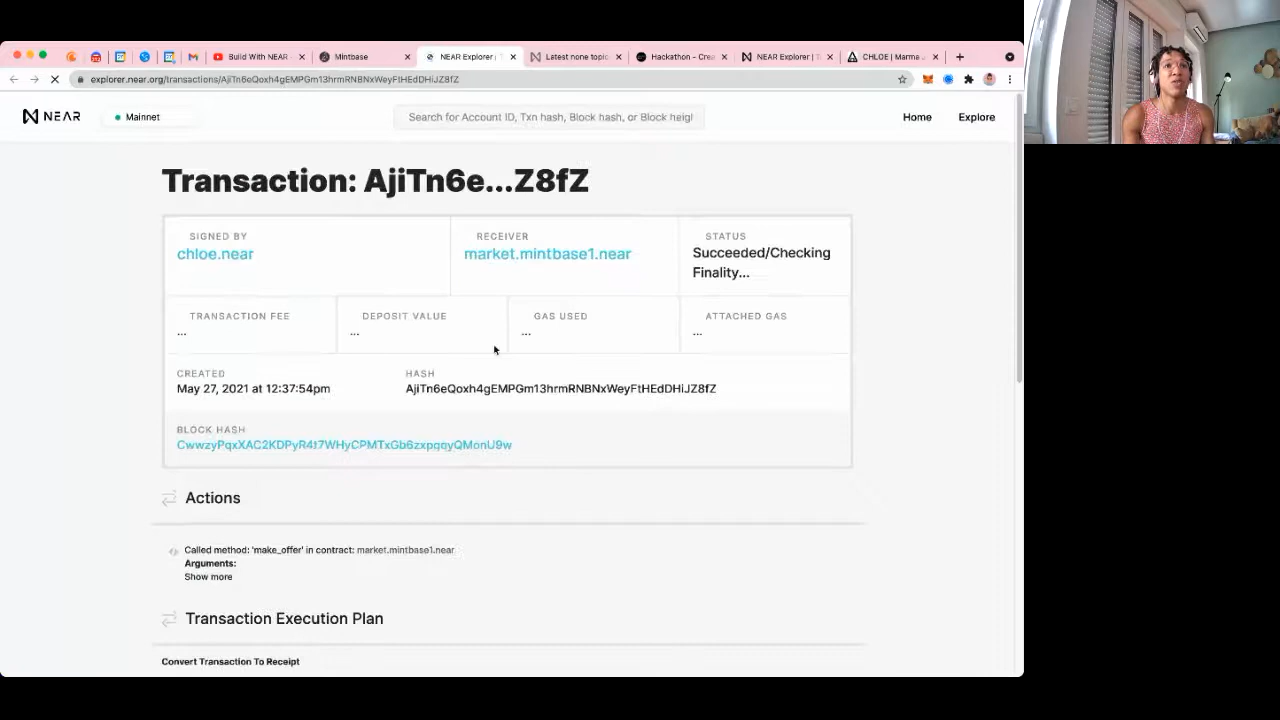 Build With NEAR
Mintbase
NEAR Explorer | T
Latest none topic
Hackathon – Crea
NEAR Explorer | T
CHLOE | Marma
explorer.near.org/transactions/AjiTn6eQoxh4gEMPGm13hrmRNBNxWeyFtHEdDHiJZ8fZ
NEAR
Mainnet
Search for Account ID, Txn hash, Block hash, or Block heigl
Home
Explore
Transaction: AjiTn6e...Z8fZ
SIGNED BY
chloe.near
RECEIVER
market.mintbase1.near
STATUS
Succeeded/Checking
Finality...
TRANSACTION FEE
...
DEPOSIT VALUE
...
GAS USED
...
ATTACHED GAS
...
CREATED
May 27, 2021 at 12:37:54pm
HASH
AjiTn6eQoxh4gEMPGm13hrmRNBNxWeyFtHEdDHiJZ8fZ
BLOCK HASH
CwwzyPqxXAC2KDPyR4t7WHyCPMTxGb6zxpqqyQMonU9w
Actions
Called method: 'make_offer' in contract: market.mintbase1.near
Arguments:
Show more
Transaction Execution Plan
Convert Transaction To Receipt